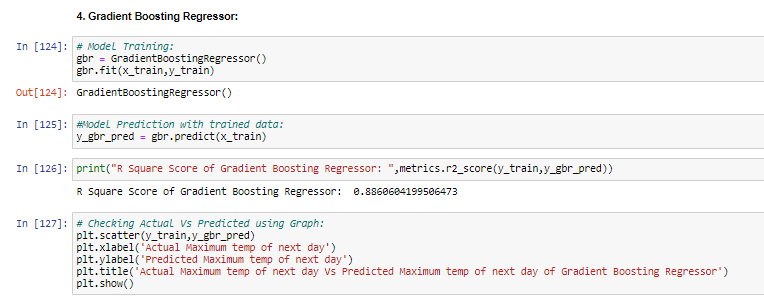 4. Gradient Boosting Regressor:
In [124]: # Model Training:
gbr = GradientBoostingRegressor()
gbr.fit(x_train,y_train)
Out[124]: GradientBoostingRegressor()
In [125]: #Model Prediction with trained data:
y_gbr_pred = gbr.predict(x_train)
In [126]: print("R Square Score of Gradient Boosting Regressor: ",metrics.r2_score(y_train,y_gbr_pred))
R Square Score of Gradient Boosting Regressor:  0.8860604199506473
In [127]: # Checking Actual Vs Predicted using Graph:
plt.scatter(y_train,y_gbr_pred)
plt.xlabel('Actual Maximum temp of next day')
plt.ylabel('Predicted Maximum temp of next day')
plt.title('Actual Maximum temp of next day Vs Predicted Maximum temp of next day of Gradient Boosting Regressor')
plt.show()